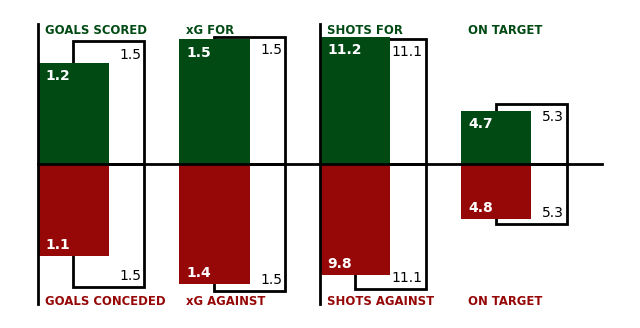 GOALS SCORED xG FOR SHOTS FOR ON TARGET
1.2 1.5 1.5 1.5 11.2 11.1 4.7 5.3
1.1 1.5 1.4 1.5 9.8 11.1 4.8 5.3
GOALS CONCEDED xG AGAINST SHOTS AGAINST ON TARGET